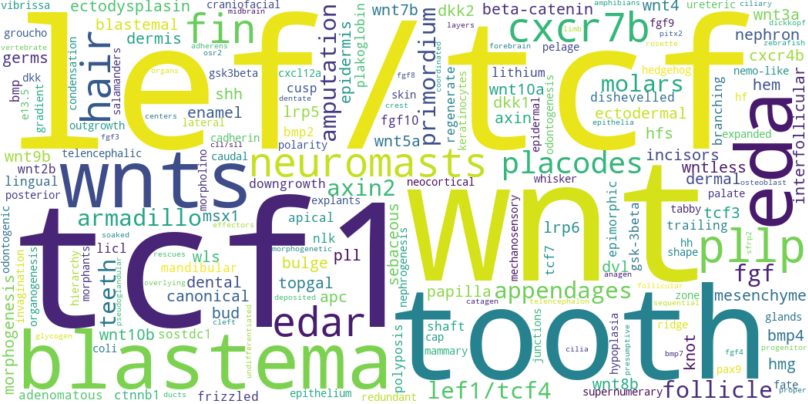 vibrissa
ectodysplasin
craniofacial
midbrain
wnt7b
dkk2
beta-catenin
wnt4
ureteric
ciliary
amphibians
groucho
hair
blastemal
fin
layers
fgf9
wnt3a
dickkopf
vertebrate
germs
condensation
salamanders
dermis
amputation
epidermis
plakoglobin
adherens
osr2
forebrain
pelage
cxcr7b
limb
pitx2
zebrafish
rosette
nephron
bmp
dkk
e13.5
gradient
lef/tcf
organs
gsk3beta
cxcl12a
fgf8
lithium
molars
hedgehog
cxcr4b
shh
cusp
dentate
skin
primordium
coordinated
wnt10a
dkk1
axin
dishevelled
nemo-like
hf
hem
outgrowth
enamel
lrp5
fgf10
crest
regenerate
keratinocytes
odontogenesis
ectodermal
branching
fgf3
centers
lateral
bmp2
cadherin
polarity
wnt5a
epidermal
epithelia
hfs
expanded
eda
interfollicular
wnt9b
telencephalic
morpholino
cil/sii
caudal
neuromasts
placodes
incisors
wntless
wnt2b
wnts
downgrowth
axin2
neocortical
whisker
dermal
osteoblast
lingual
posterior
explants
palate
odontogenic
armadillo
msx1
effectors
apical
sebaceous
nephrogenesis
wnt
mechanosensory
lrp6
epimorphic
gsk-3beta
tabby
tcf3
trailing
tcf1
soaked
nlk
morphogenetic
tcf7
hh
shape
pllp
sfrp2
invagination
organogenesis
hierarchy
morphants
licl
rescues
wls
pll
dvl
anagen
fgf
morphogenesis
teeth
pseudoglandular
overlying
mandibular
bulge
topgal
apc
papilla
appendages
follicular
zone
mesenchyme
dental
canonical
deposited
catagen
telencephalon
sequential
bud
cleft
edar
undifferentiated
polyposis
shaft
cap
tooth
ridge
glands
glycogen
wnt10b
sostdc1
coli
blastema
mammary
junctions
cilia
hypoplasia
presumptive
bmp7
knot
fgf4
bmp4
progenitor
pax9
hmg
adenomatous
ctnnb1
ducts
frizzled
epithelium
redundant
lef1/tcf4
wnt8b
supernumerary
follicle
fate
proper